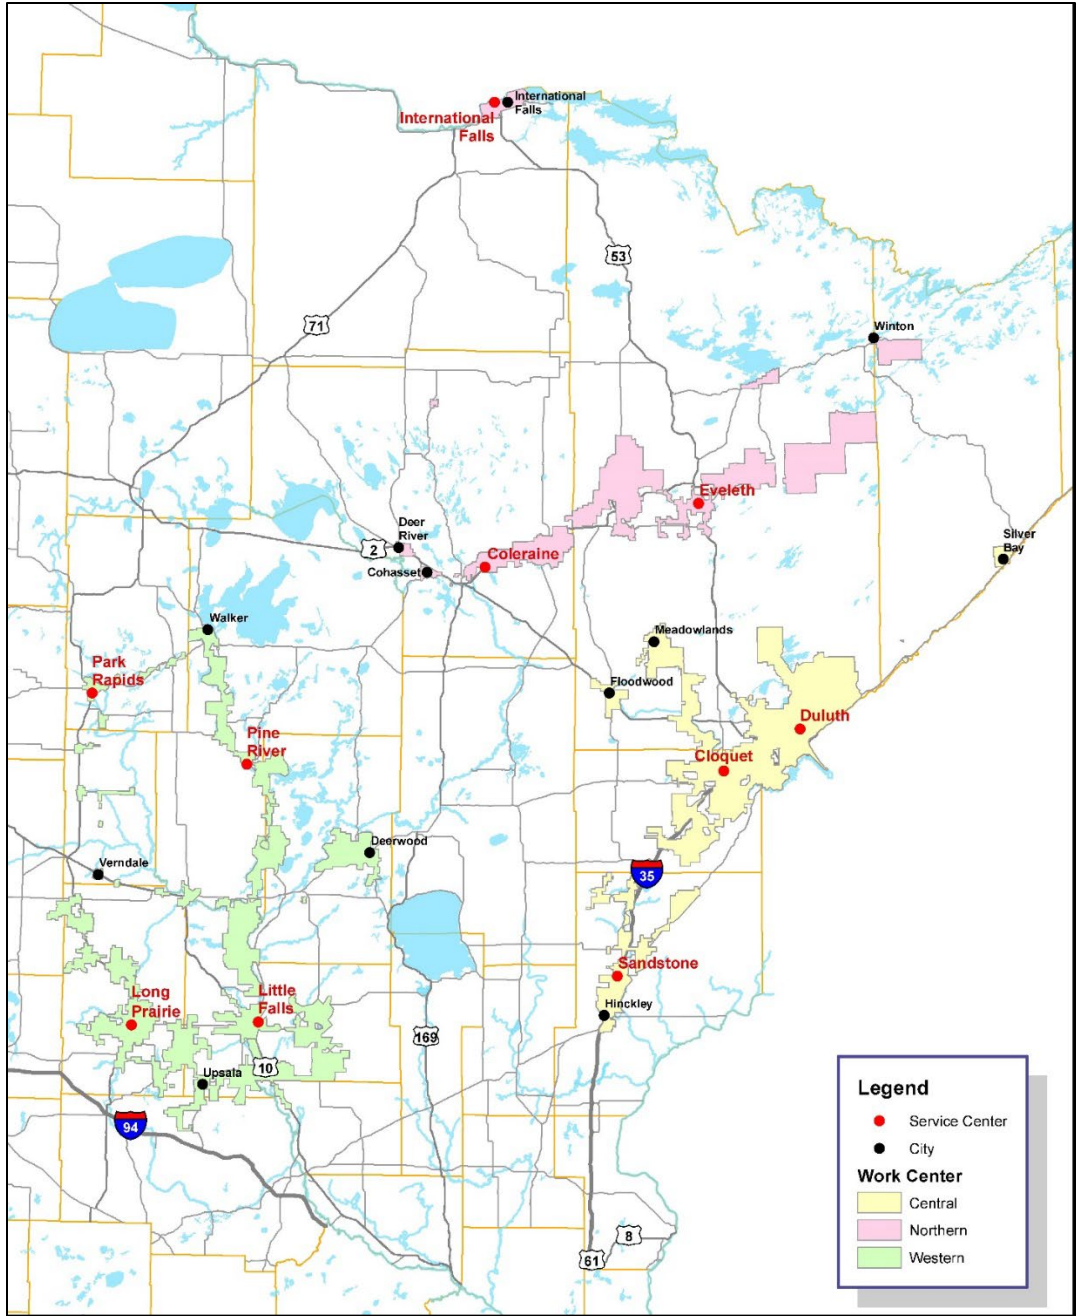 International
Falls
International
Falls
53
71
Winton
Eveleth
Deer
River
2
Coleraine
Cohasset
Silver
Bay
Walker
Meadowlands
Park
Rapids
Floodwood
Duluth
Pine
River
Cloquet
Deerwood
Verndale
35
Sandstone
Long
Prairie
Little
Falls
Hinckley
169
10
Upsala
94
8
61
Legend
Service Center
City
Work Center
Central
Northern
Western